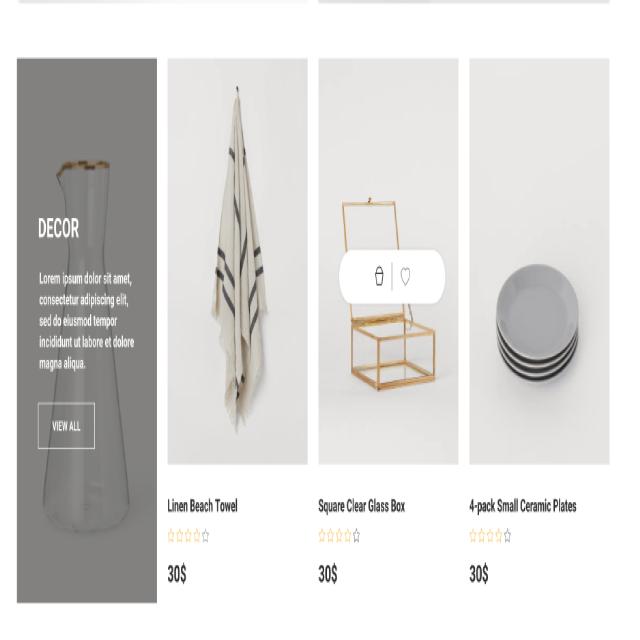 DECOR
Lorem ipsum dolor sit amet,
consectetur adipiscing elit,
sed do eiusmod tempor
incididunt ut labore et dolore
magna aliqua.
VIEW ALL
Linen Beach Towel
30$
Square Clear Glass Box
30$
4-pack Small Ceramic Plates
30$